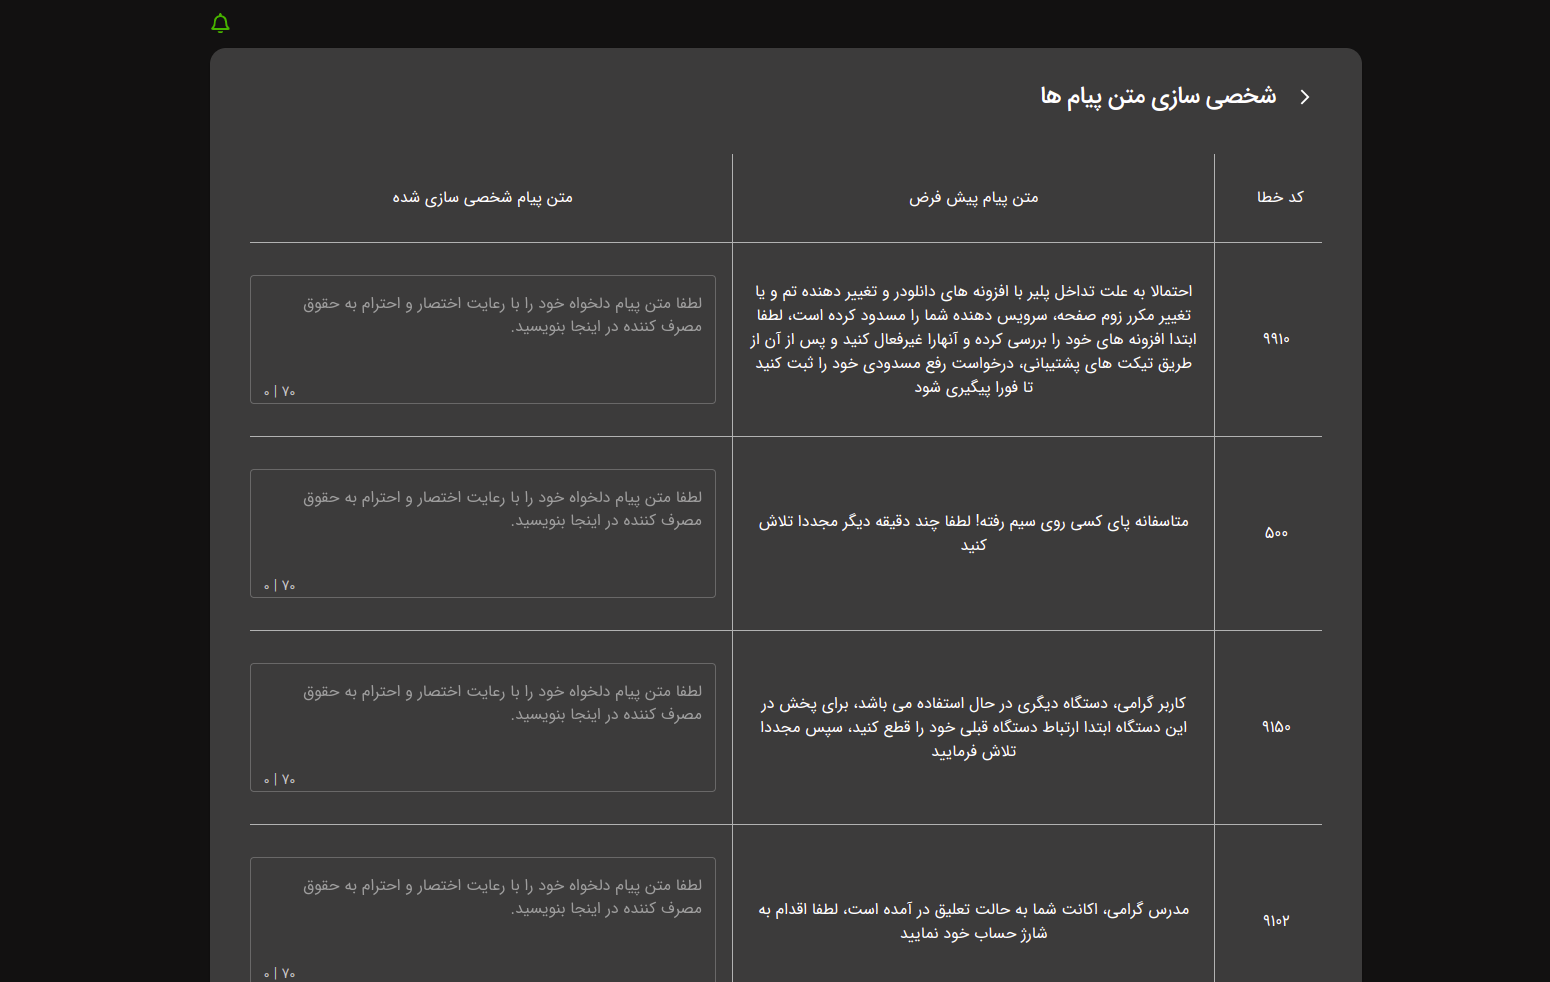 شخصی سازی متن پیام ها
کد خطا
متن پیام پیش فرض
متن پیام شخصی سازی شده
۹۹۱۰
احتمالا به علت تداخل پلیر با افزونه های دانلودر و تغییر دهنده تم و یا
تغییر مکرر زوم صفحه، سرویس دهنده شما را مسدود کرده است، لطفا
ابتدا افزونه های خود را بررسی کرده و آنهارا غیرفعال کنید و پس از آن از
طریق تیکت های پشتیبانی، درخواست رفع مسدودی خود را ثبت کنید
تا فورا پیگیری شود
لطفا متن پیام دلخواه خود را با رعایت اختصار و احترام به حقوق
مصرف کننده در اینجا بنویسید.
۷۰ | ۰
۵۰۰
متاسفانه پای کسی روی سیم رفته! لطفا چند دقیقه دیگر مجددا تلاش
کنید
لطفا متن پیام دلخواه خود را با رعایت اختصار و احترام به حقوق
مصرف کننده در اینجا بنویسید.
۷۰ | ۰
۹۱۵۰
کاربر گرامی، دستگاه دیگری در حال استفاده می باشد، برای پخش در
این دستگاه ابتدا ارتباط دستگاه قبلی خود را قطع کنید، سپس مجددا
تلاش فرمایید
لطفا متن پیام دلخواه خود را با رعایت اختصار و احترام به حقوق
مصرف کننده در اینجا بنویسید.
۷۰ | ۰
۹۱۰۲
مدرس گرامی، اکانت شما به حالت تعلیق در آمده است، لطفا اقدام به
شارژ حساب خود نمایید
لطفا متن پیام دلخواه خود را با رعایت اختصار و احترام به حقوق
مصرف کننده در اینجا بنویسید.
۷۰ | ۰